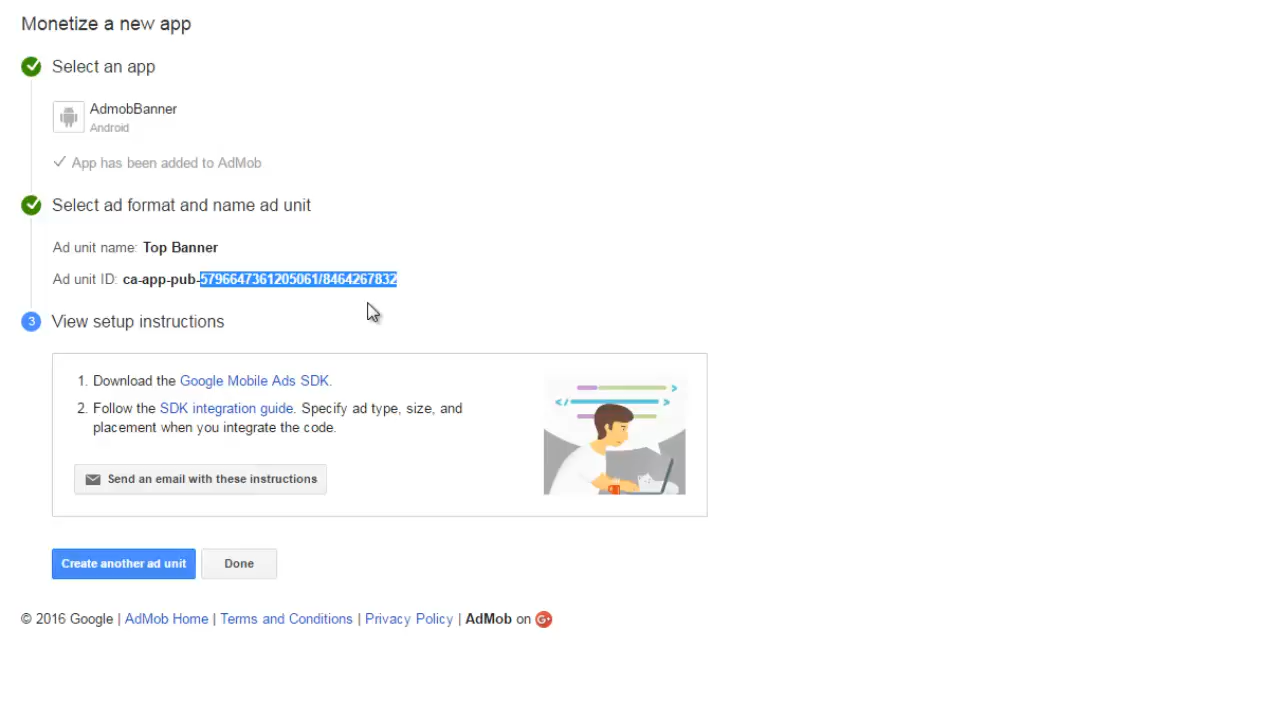 Monetize a new app
Select an app
AdmobBanner
Android
App has been added to AdMob
Select ad format and name ad unit
Ad unit name: Top Banner
Ad unit ID: ca-app-pub-5796647361205061/8464267832
3 View setup instructions
1. Download the Google Mobile Ads SDK.
2. Follow the SDK integration guide. Specify ad type, size, and
placement when you integrate the code.
Send an email with these instructions
Create another ad unit Done
© 2016 Google | AdMob Home | Terms and Conditions | Privacy Policy | AdMob on G+